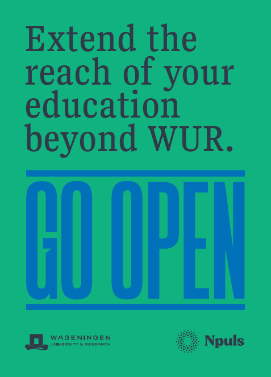 Extend the
reach of your
education
beyond WUR.
GO OPEN
WAGENINGEN
UNIVERSITY & RESEARCH
Npuls